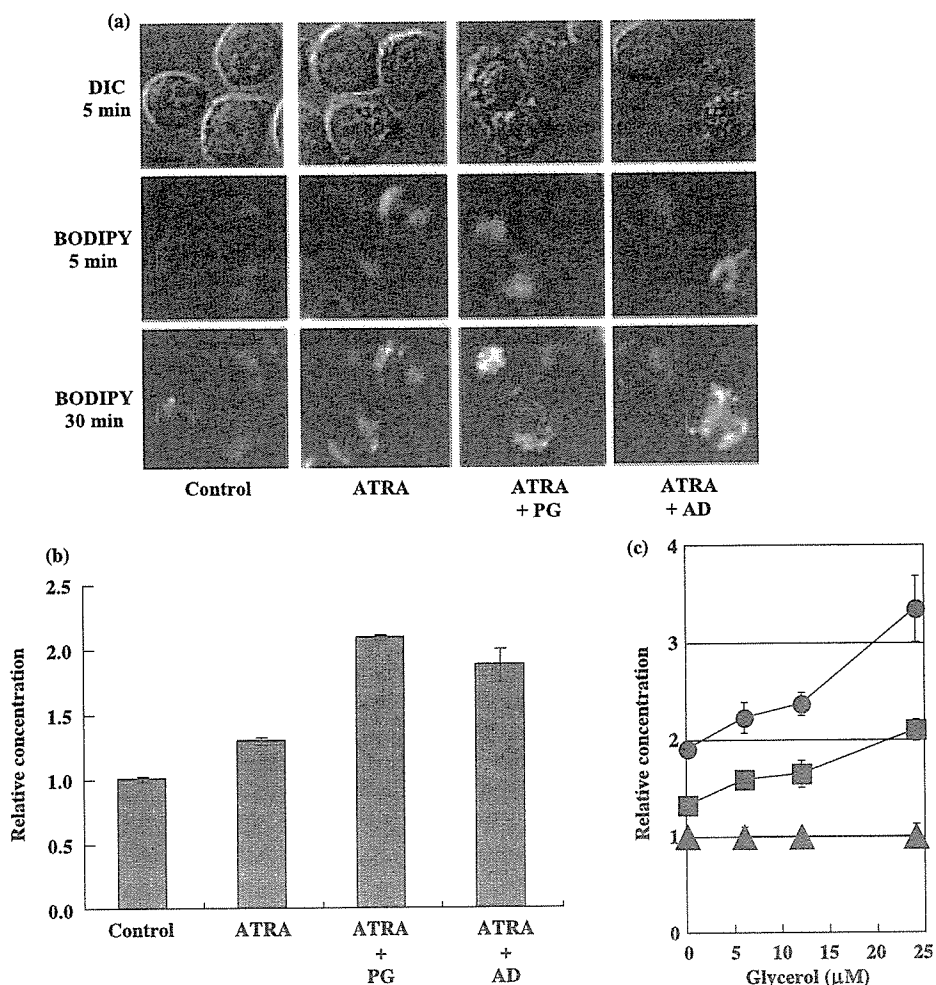 (a)
DIC
5 min
BODIPY
5 min
BODIPY
30 min
Control
ATRA
ATRA
+ PG
ATRA
+ AD
(b)
Relative concentration
2.5
2.0
1.5
1.0
0.5
0.0
Control
ATRA
ATRA
+
PG
ATRA
+
AD
(c)
Relative concentration
4
3
2
1
0
0
5
10
15
20
25
Glycerol (μM)